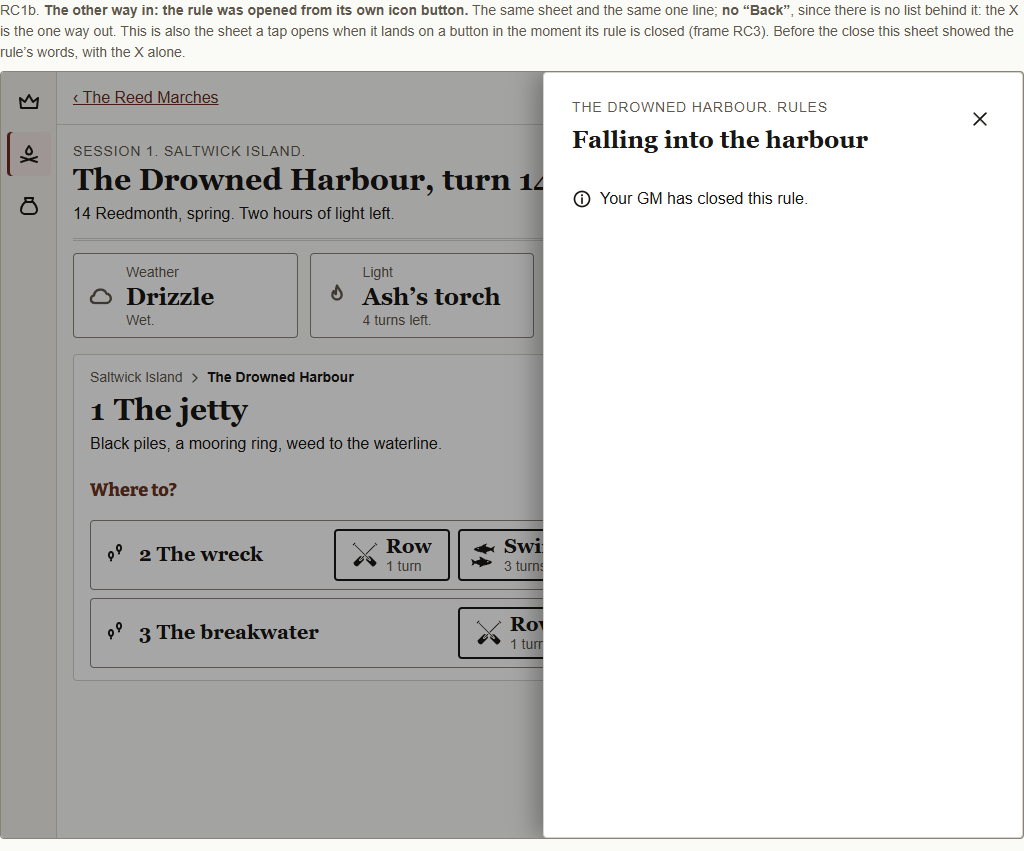 RC1b. The other way in: the rule was opened from its own icon button. The same sheet and the same one line; no “Back”, since there is no list behind it: the X
is the one way out. This is also the sheet a tap opens when it lands on a button in the moment its rule is closed (frame RC3). Before the close this sheet showed the
rule’s words, with the X alone.
‹ The Reed Marches
SESSION 1. SALTWICK ISLAND.
The Drowned Harbour, turn 14
14 Reedmonth, spring. Two hours of light left.
Weather
Drizzle
Wet.
Light
Ash’s torch
4 turns left.
Saltwick Island > The Drowned Harbour
1 The jetty
Black piles, a mooring ring, weed to the waterline.
Where to?
2 The wreck
Row
1 turn
3 turns
3 The breakwater
1 turn
THE DROWNED HARBOUR. RULES
Falling into the harbour
Your GM has closed this rule.